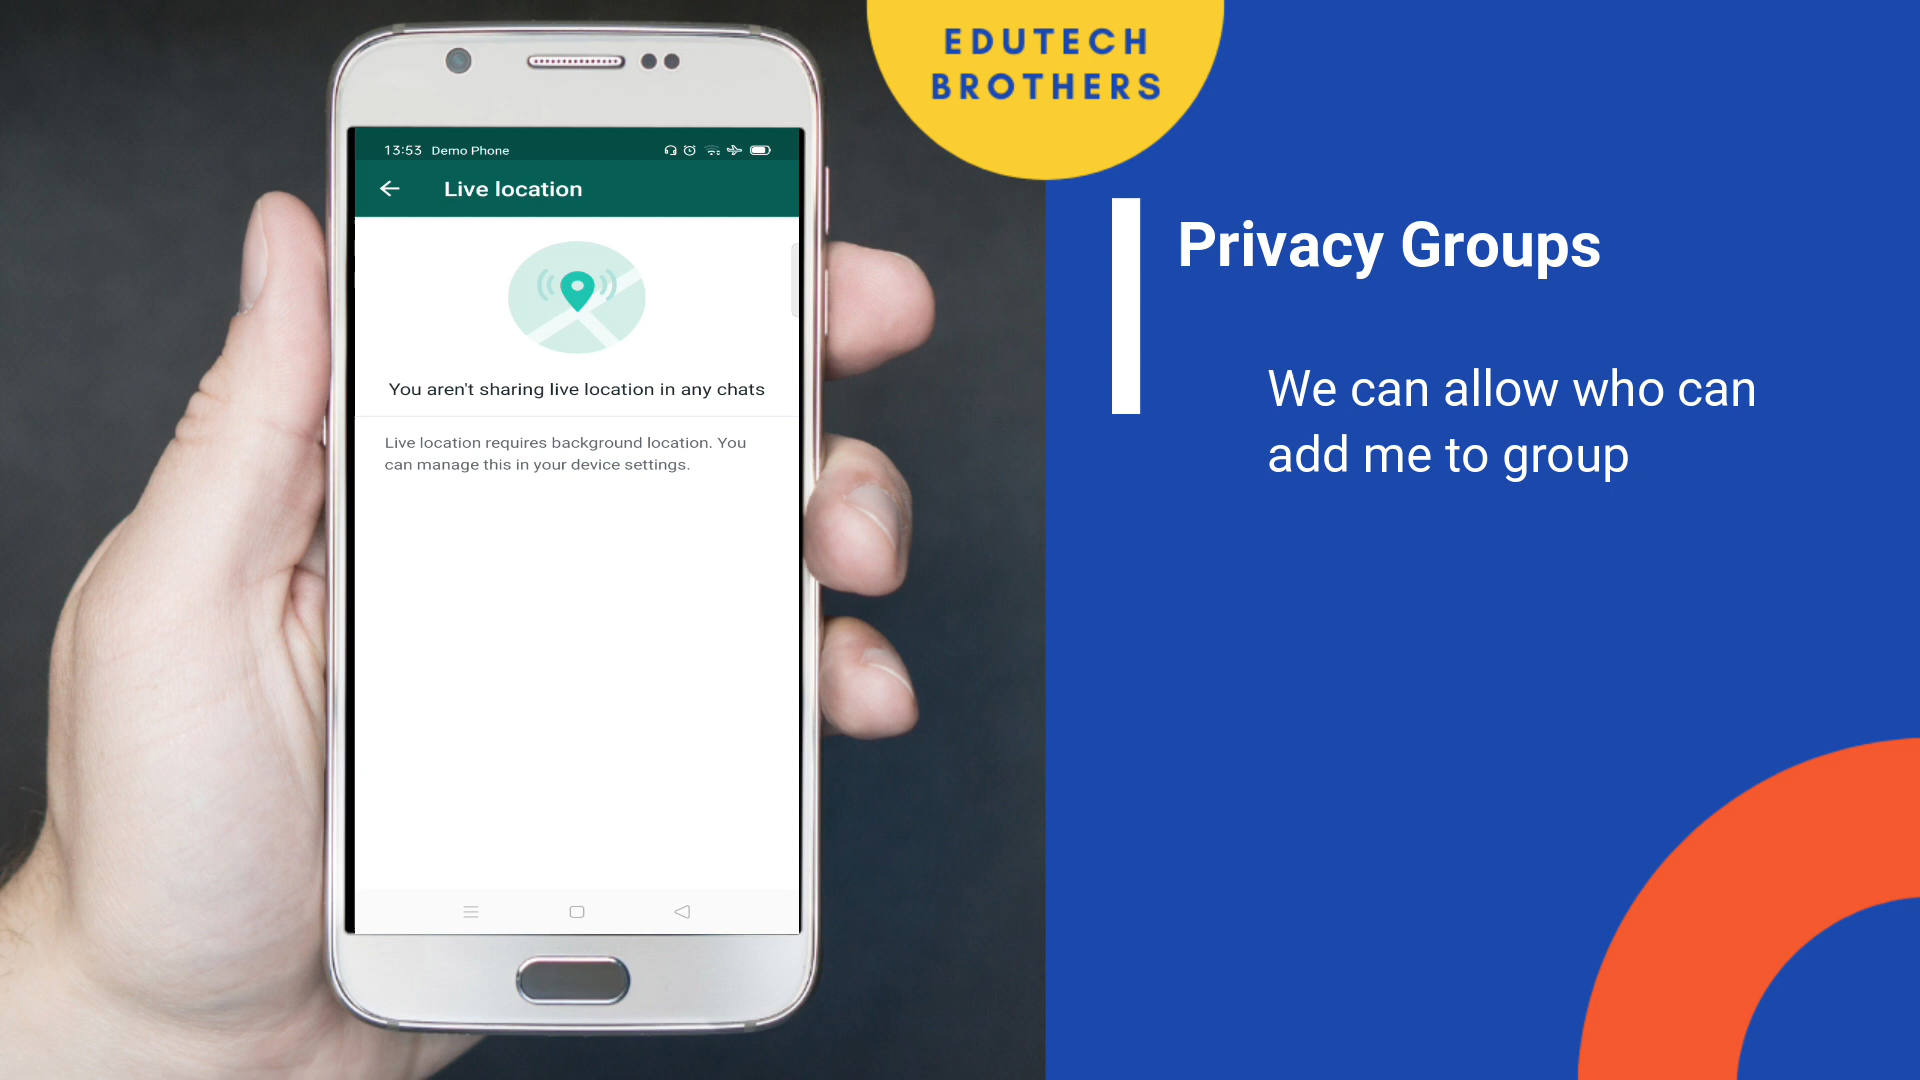 EDUTECH
BROTHERS
13:53 Demo Phone
Live location
You aren't sharing live location in any chats
Live location requires background location. You
can manage this in your device settings.
Privacy Groups
We can allow who can
add me to group